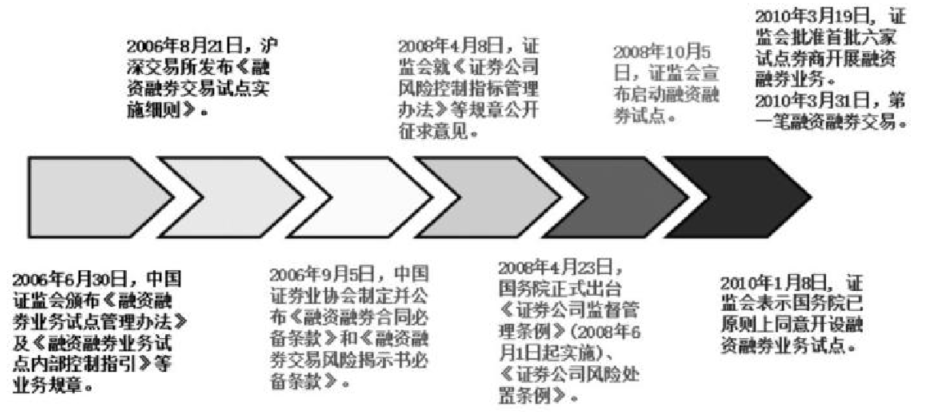 2006年8月21日，沪
深交易所发布《融
资融券交易试点实
施细则》。
2008年4月8日，证
监会就《证券公司
风险控制指标管理
办法》等规章公开
征求意见。
2008年10月5
日，证监会宣
布启动融资融
券试点。
2010年3月19日，证
监会批准首批六家
试点券商开展融资
融券业务。
2010年3月31日，第
一笔融资融券交易。
2006年6月30日，中国
证监会颁布《融资融
券业务试点管理办法》
及《融资融券业务试
点内部控制指引》等
业务规章。
2006年9月5日，中国
证券业协会制定并公
布《融资融券合同必
备条款》和《融资融
券交易风险揭示书必
备条款》。
2008年4月23日，
国务院正式出台
《证券公司监督管
理条例》（2008年6
月1日起实施）、
《证券公司风险处
置条例》。
2010年1月8日，证
监会表示国务院已
原则上同意开设融
资融券业务试点。